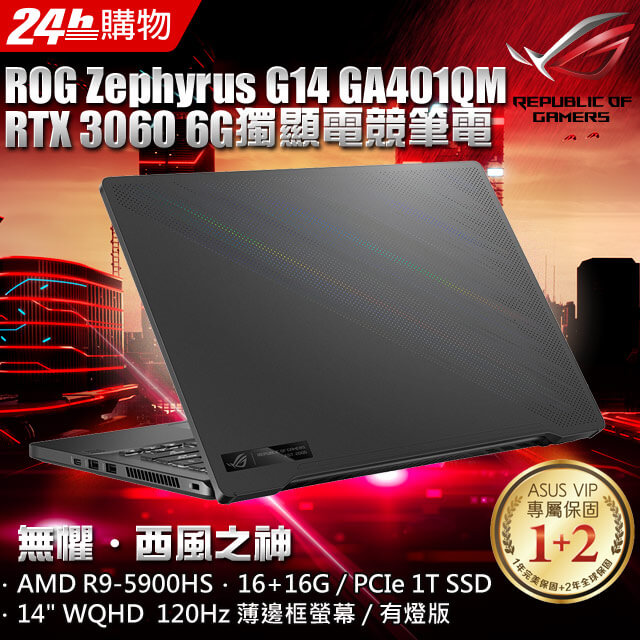 24h購物
ROG Zephyrus G14 GA401QM
RTX 3060 6G獨顯電競筆電
REPUBLIC OF
GAMERS
REPUBLIC OF GAMERS
無懼・西風之神
ASUS VIP
專屬保固
1+2
1年完美保固+2年全球保固
· AMD R9-5900HS · 16+16G / PCIe 1T SSD
· 14" WQHD 120Hz 薄邊框螢幕 / 有燈版